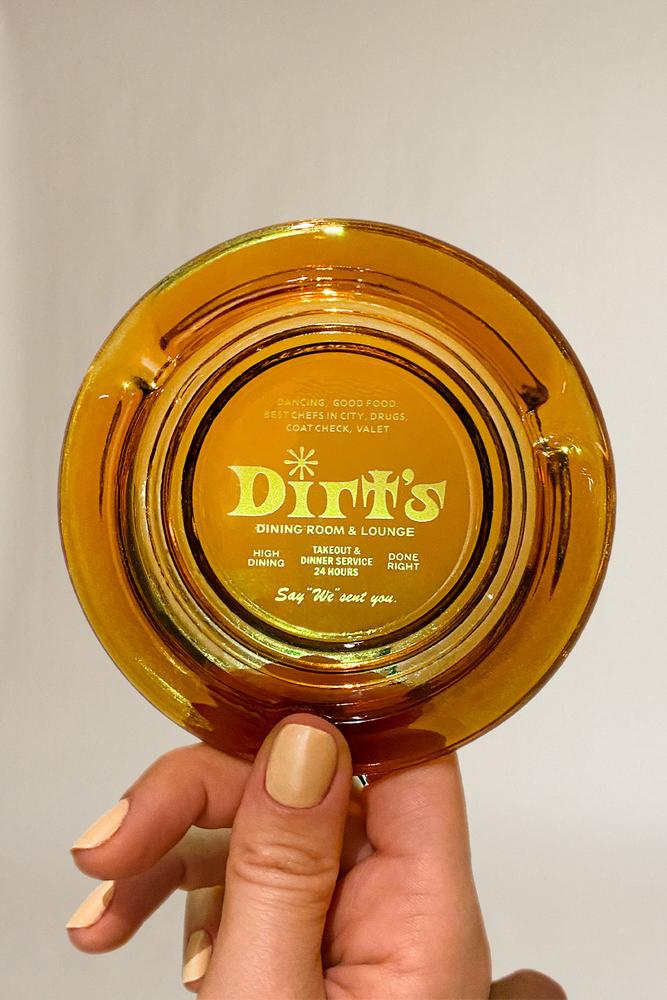 DANCING, GOOD FOOD,
BEST CHEFS IN CITY, DRUGS,
COAT CHECK, VALET
Dirt's
DINING ROOM & LOUNGE
HIGH
DINING
TAKEOUT &
DINNER SERVICE
24 HOURS
DONE
RIGHT
Say "We" sent you.